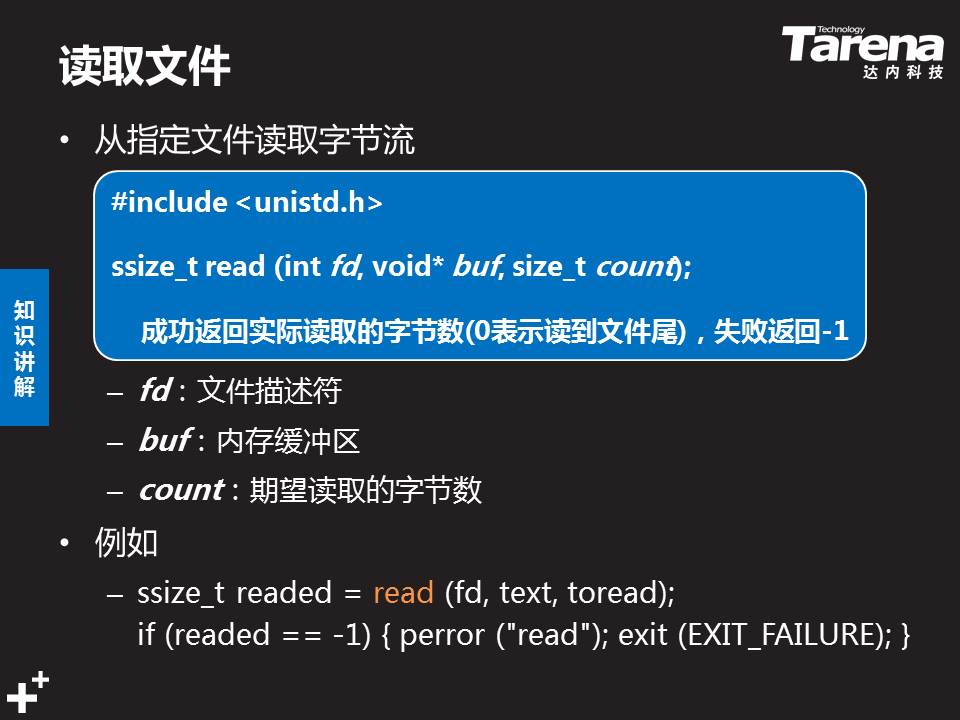 读取文件
Technology
Tarena
达内科技
• 从指定文件读取字节流
#include <unistd.h>
ssize_t read (int fd, void* buf, size_t count);
成功返回实际读取的字节数(0表示读到文件尾)，失败返回-1
知识讲解
– fd：文件描述符
– buf：内存缓冲区
– count：期望读取的字节数
• 例如
– ssize_t readed = read (fd, text, toread);
if (readed == -1) { perror ("read"); exit (EXIT_FAILURE); }